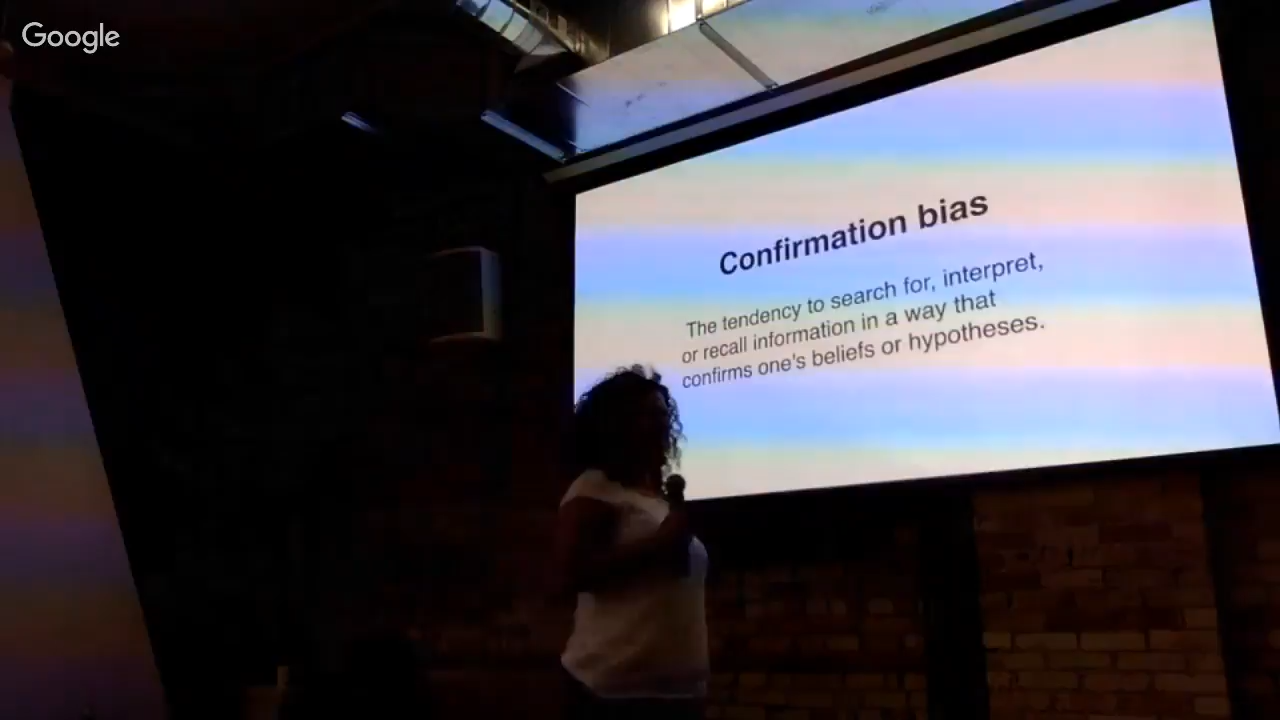 Google
Confirmation bias
The tendency to search for, interpret,
or recall information in a way that
confirms one's beliefs or hypotheses.